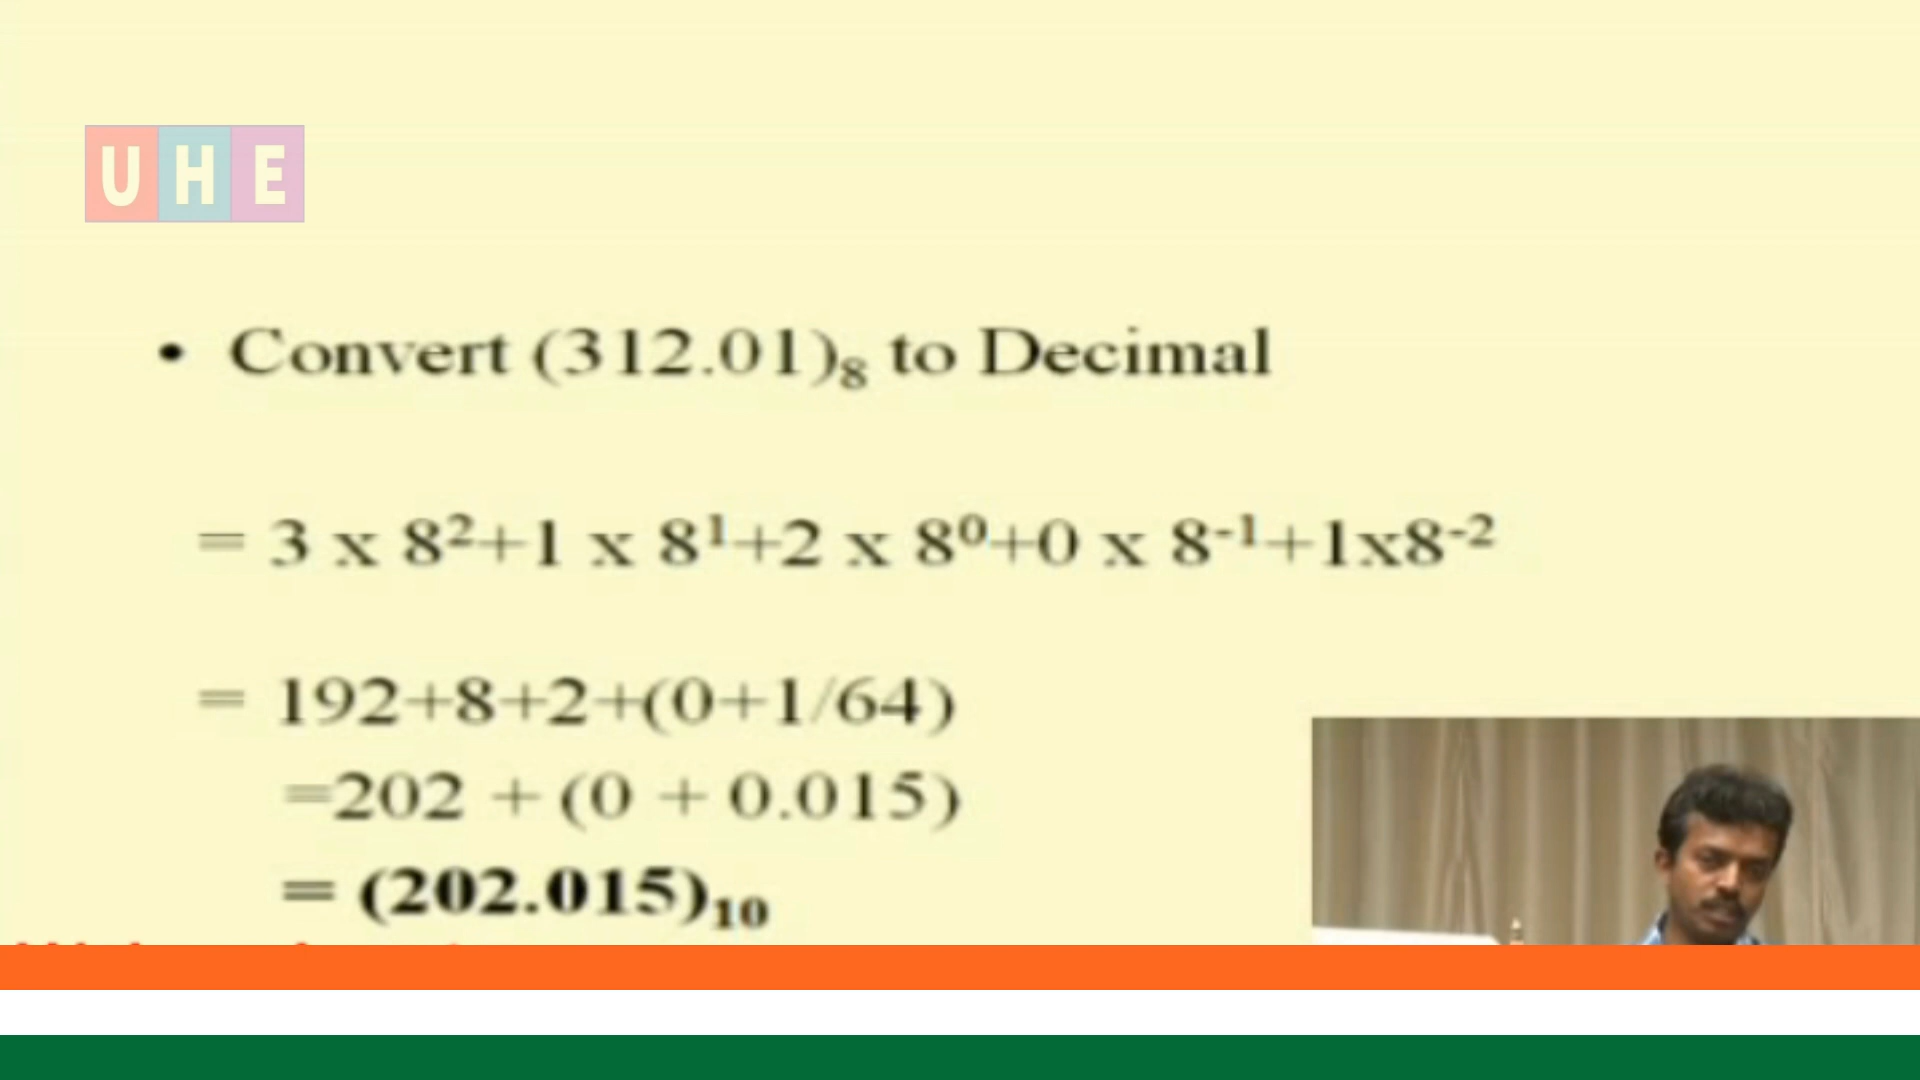 UHE
• Convert (312.01)₈ to Decimal
= 3 x 8²+1 x 8¹+2 x 8⁰+0 x 8⁻¹+1x8⁻²
= 192+8+2+(0+1/64)
=202 + (0 + 0.015)
= (202.015)₁₀